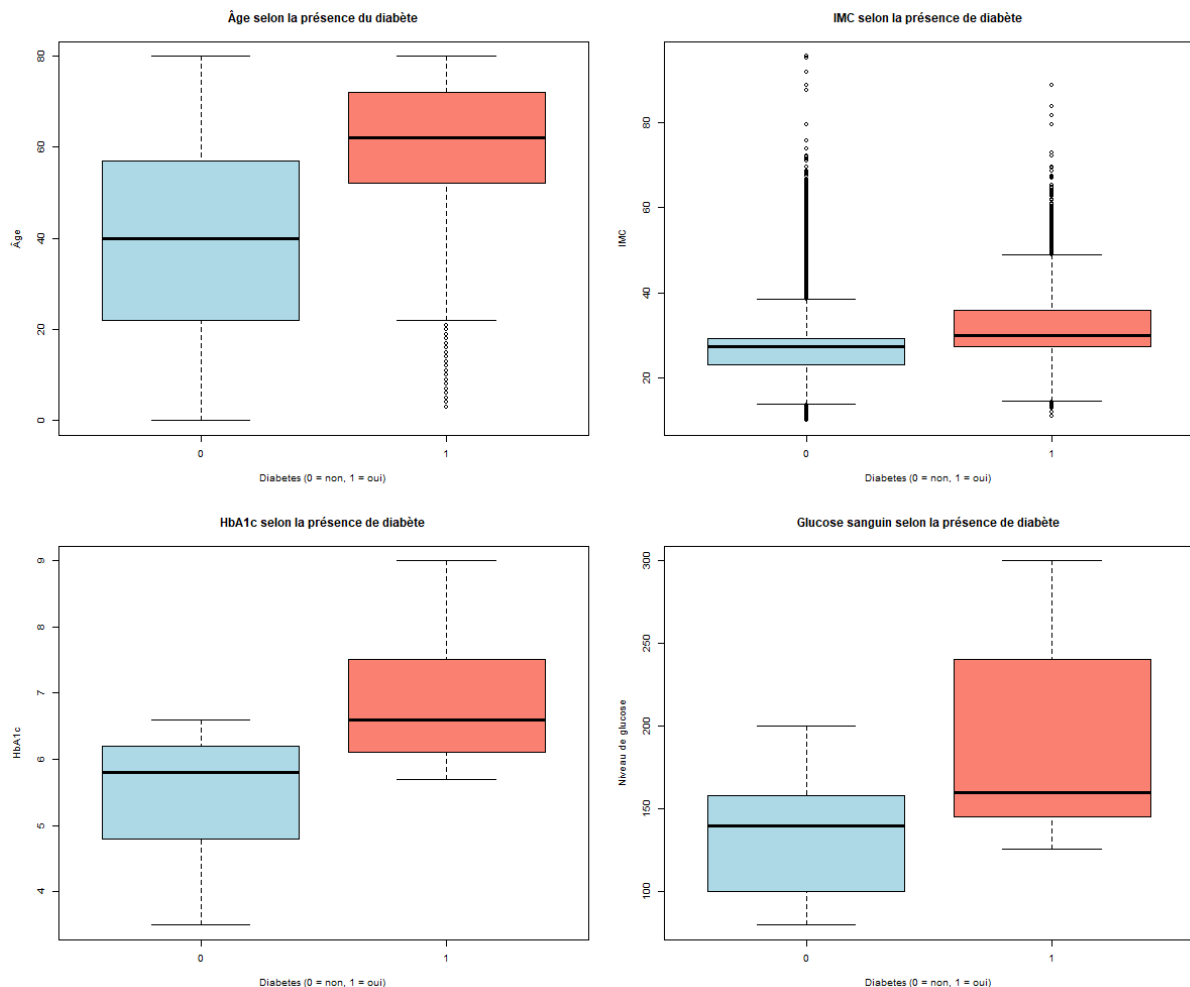 Âge selon la présence du diabète
Âge
0
20
40
60
80
0
1
Diabetes (0 = non, 1 = oui)
IMC selon la présence de diabète
IMC
20
40
60
80
0
1
Diabetes (0 = non, 1 = oui)
HbA1c selon la présence de diabète
HbA1c
4
5
6
7
8
9
0
1
Diabetes (0 = non, 1 = oui)
Glucose sanguin selon la présence de diabète
Niveau de glucose
100
150
200
250
300
0
1
Diabetes (0 = non, 1 = oui)